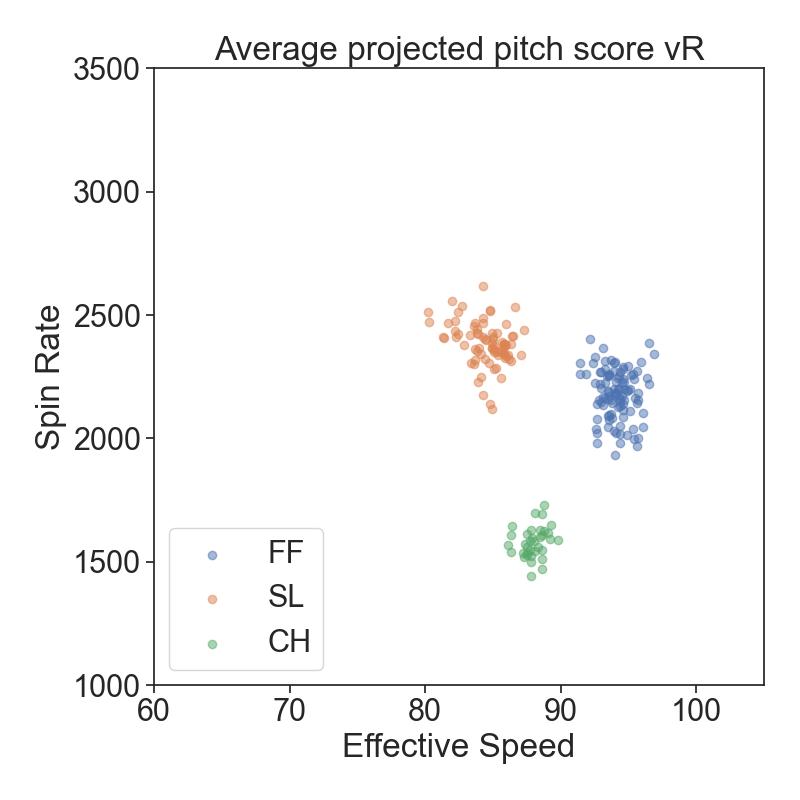 Average projected pitch score vR
3500
3000
2500
2000
1500
1000
Spin Rate
FF
SL
CH
60 70 80 90 100
Effective Speed